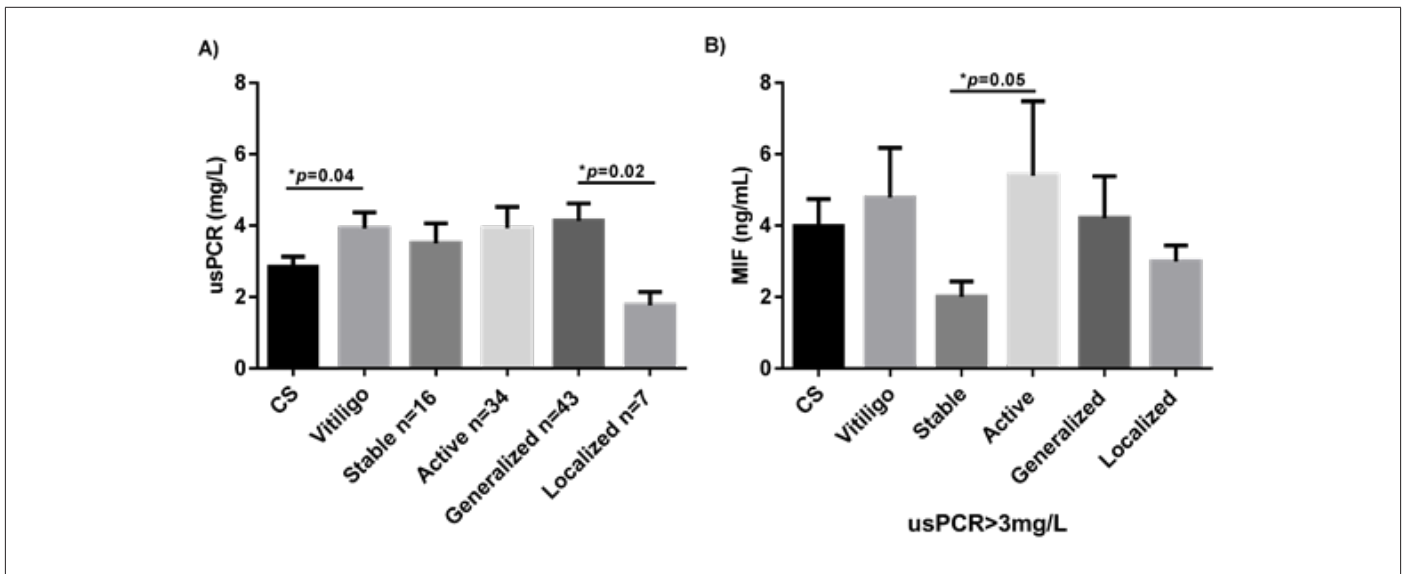 A)
usPCR (mg/L)
8
6
4
2
0
*p=0.04
*p=0.02
CS
Vitiligo
Stable n=16
Active n=34
Generalized n=43
Localized n=7
B)
MIF (ng/mL)
8
6
4
2
0
*p=0.05
CS
Vitiligo
Stable
Active
Generalized
Localized
usPCR>3mg/L